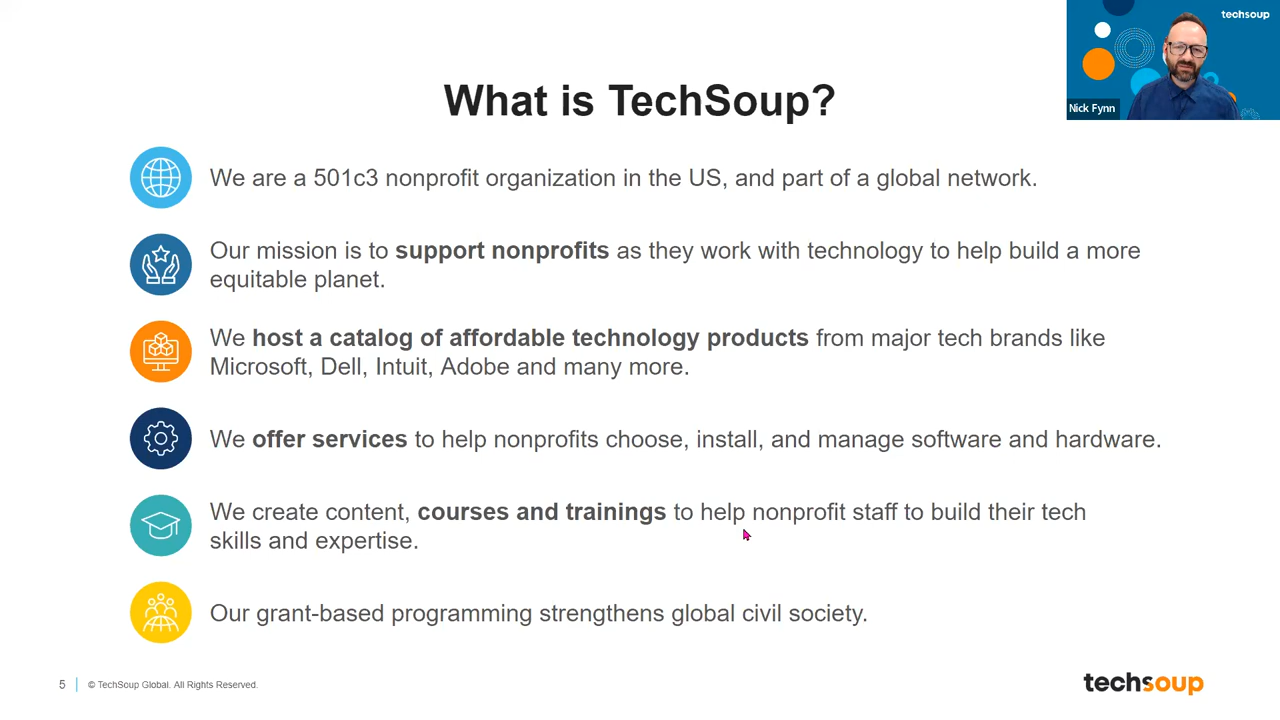 techsoup
Nick Fynn
What is TechSoup?
We are a 501c3 nonprofit organization in the US, and part of a global network.
Our mission is to support nonprofits as they work with technology to help build a more
equitable planet.
We host a catalog of affordable technology products from major tech brands like
Microsoft, Dell, Intuit, Adobe and many more.
We offer services to help nonprofits choose, install, and manage software and hardware.
We create content, courses and trainings to help nonprofit staff to build their tech
skills and expertise.
Our grant-based programming strengthens global civil society.
5 © TechSoup Global. All Rights Reserved.
techsoup